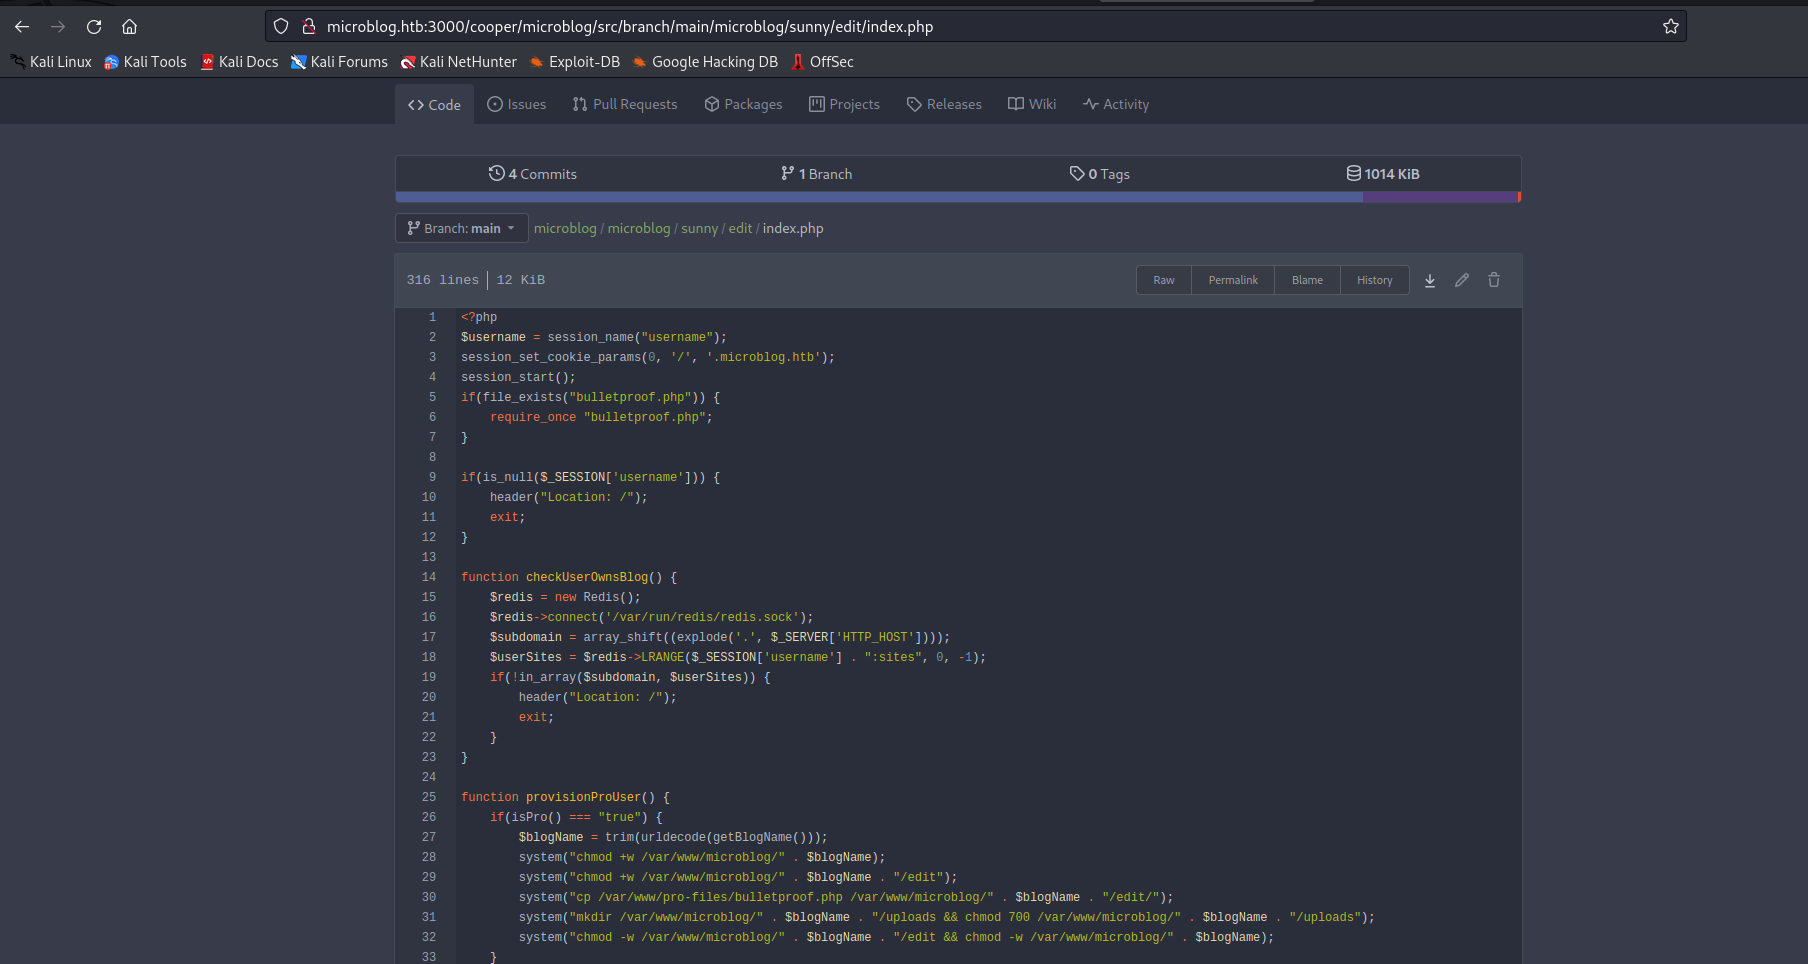 microblog.htb:3000/cooper/microblog/src/branch/main/microblog/sunny/edit/index.php
Kali Linux Kali Tools Kali Docs Kali Forums Kali NetHunter Exploit-DB Google Hacking DB OffSec
Code Issues Pull Requests Packages Projects Releases Wiki Activity
4 Commits 1 Branch 0 Tags 1014 KiB
Branch: main microblog / microblog / sunny / edit / index.php
316 lines 12 KiB Raw Permalink Blame History
1 <?php
2 $username = session_name("username");
3 session_set_cookie_params(0, '/', '.microblog.htb');
4 session_start();
5 if(file_exists("bulletproof.php")) {
6     require_once "bulletproof.php";
7 }
8
9 if(is_null($_SESSION['username'])) {
10     header("Location: /");
11     exit;
12 }
13
14 function checkUserOwnsBlog() {
15     $redis = new Redis();
16     $redis->connect('/var/run/redis/redis.sock');
17     $subdomain = array_shift((explode('.', $_SERVER['HTTP_HOST'])));
18     $userSites = $redis->LRANGE($_SESSION['username'] . ":sites", 0, -1);
19     if(!in_array($subdomain, $userSites)) {
20         header("Location: /");
21         exit;
22     }
23 }
24
25 function provisionProUser() {
26     if(isPro() === "true") {
27         $blogName = trim(urldecode(getBlogName()));
28         system("chmod +w /var/www/microblog/" . $blogName);
29         system("chmod +w /var/www/microblog/" . $blogName . "/edit");
30         system("cp /var/www/pro-files/bulletproof.php /var/www/microblog/" . $blogName . "/edit/");
31         system("mkdir /var/www/microblog/" . $blogName . "/uploads && chmod 700 /var/www/microblog/" . $blogName . "/uploads");
32         system("chmod -w /var/www/microblog/" . $blogName . "/edit && chmod -w /var/www/microblog/" . $blogName);
33     }